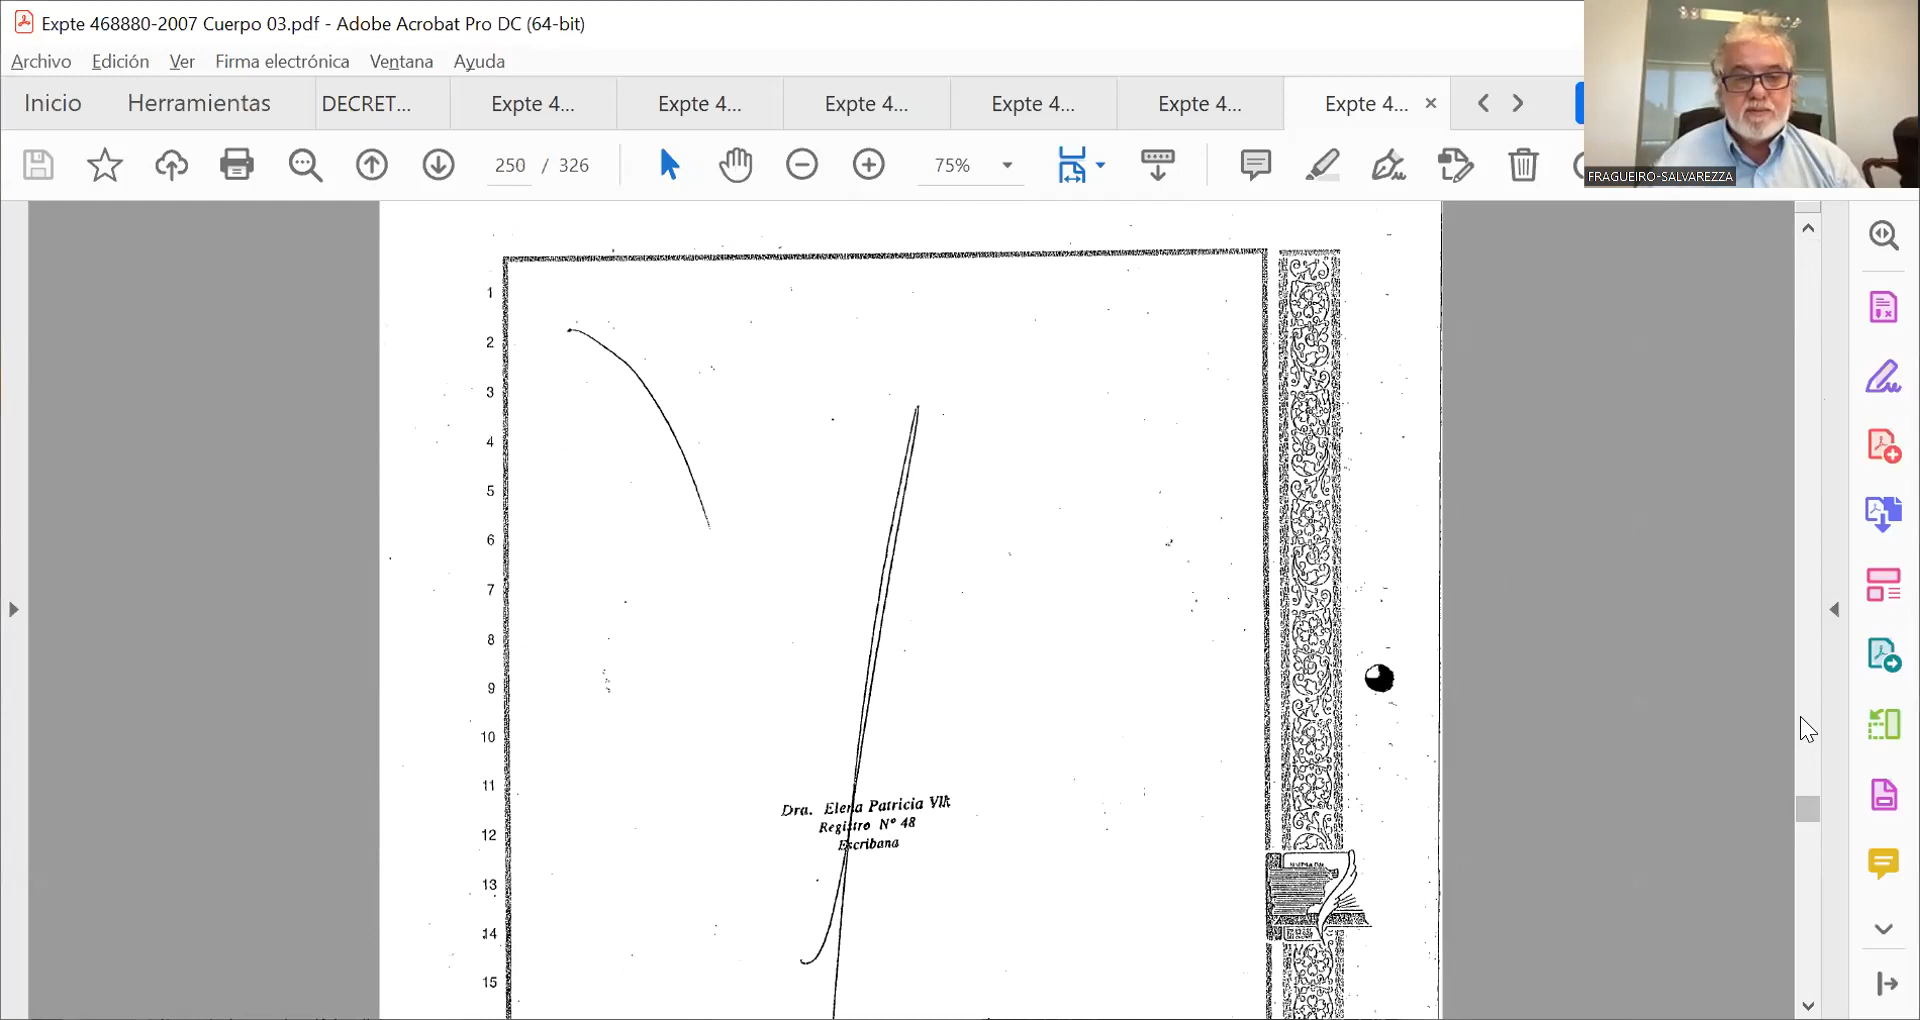 Expte 468880-2007 Cuerpo 03.pdf - Adobe Acrobat Pro DC (64-bit)
Archivo Edición Ver Firma electrónica Ventana Ayuda
Inicio Herramientas DECRET... Expte 4... Expte 4... Expte 4... Expte 4... Expte 4... Expte 4...
250 / 326 75%
FRAGUEIRO-SALVAREZZA
1
2
3
4
5
6
7
8
9
10
11
Dra. Elena Patricia Vlk
Registro Nº 48
12
Escribana
13
14
15